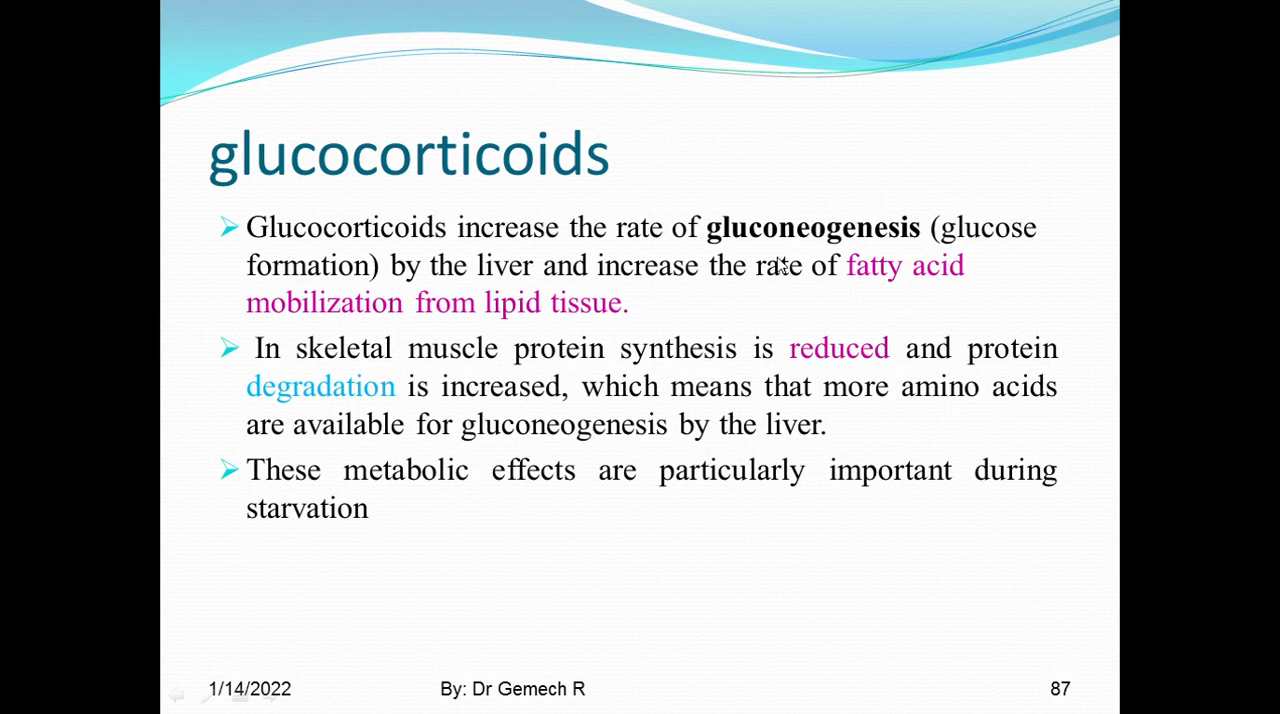 glucocorticoids
Glucocorticoids increase the rate of gluconeogenesis (glucose
formation) by the liver and increase the rate of fatty acid
mobilization from lipid tissue.
In skeletal muscle protein synthesis is reduced and protein
degradation is increased, which means that more amino acids
are available for gluconeogenesis by the liver.
These metabolic effects are particularly important during
starvation
1/14/2022 By: Dr Gemech R 87